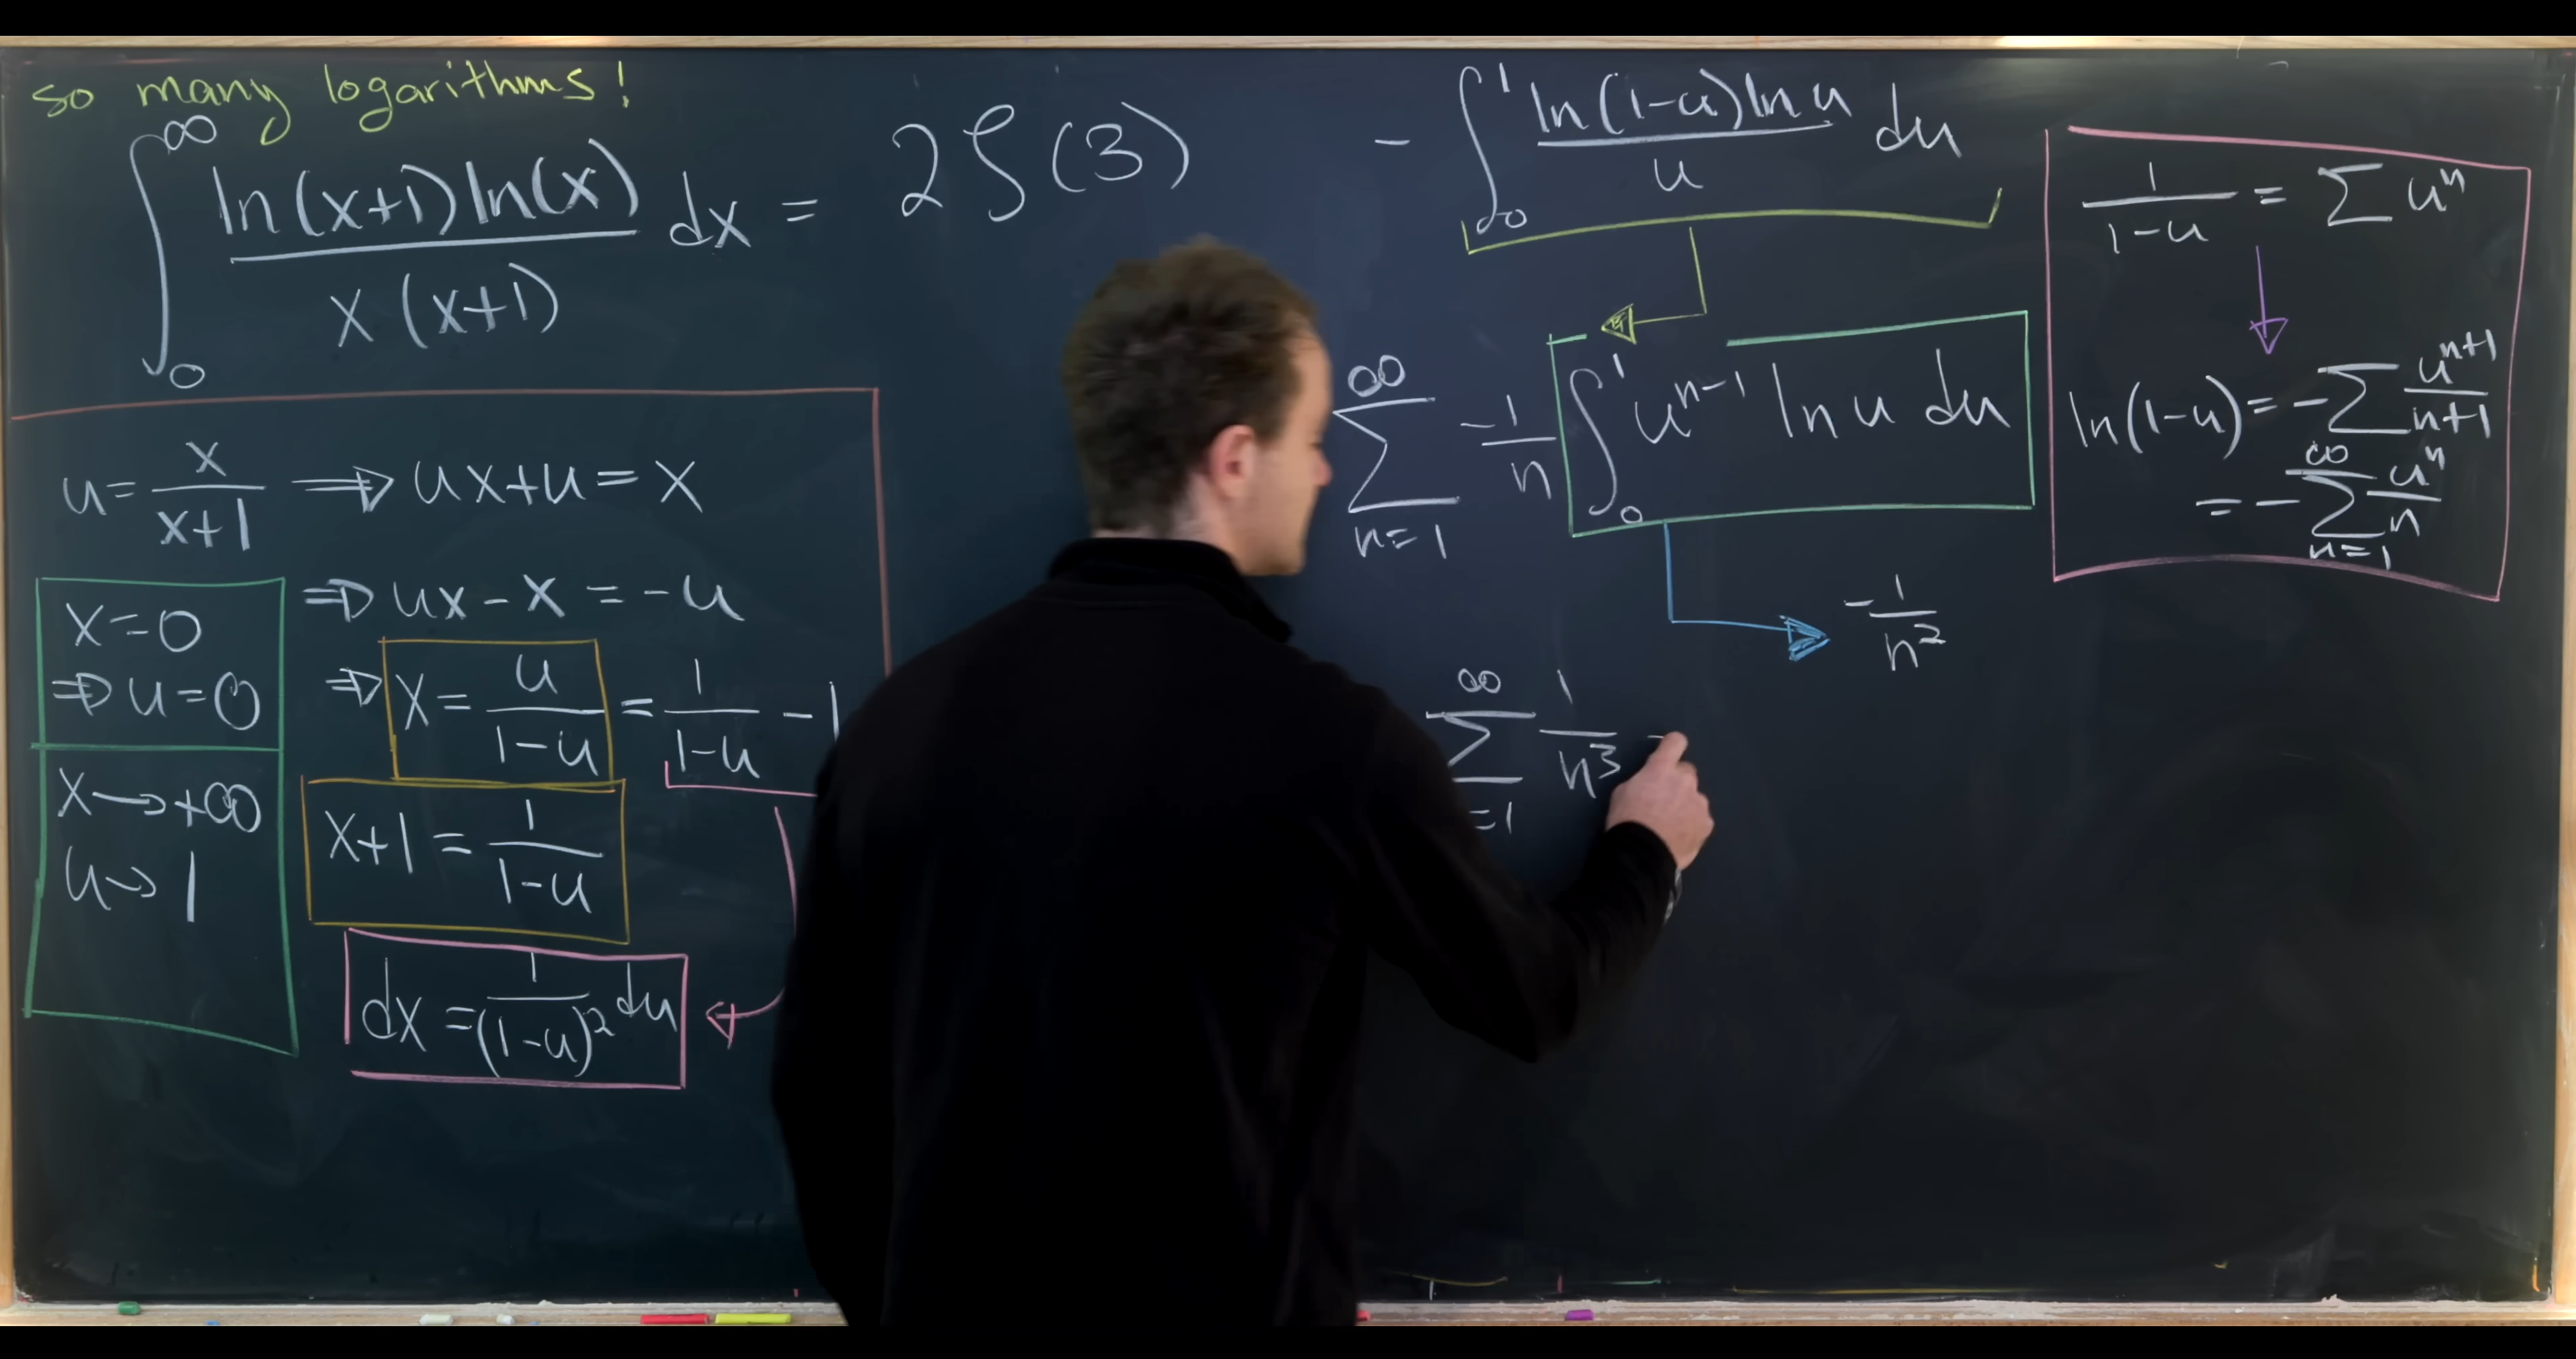 so many logarithms!
∫₀^∞ ln(x+1)ln(x) / x(x+1) dx = 2ζ(3)
u = x/(x+1) ⇒ ux+u = x
⇒ ux − x = −u
⇒ x = u/(1−u) = 1/(1−u) − 1
x+1 = 1/(1−u)
dx = 1/(1−u)² du
x=0
⇒ u=0
x→+∞
u→1
− ∫₀¹ ln(1−u)ln u / u du
∞ Σ n=1 −1/n ∫₀¹ uⁿ⁻¹ ln u du
−1/n²
∞ Σ =1 1/n³
1/(1−u) = Σ uⁿ
ln(1−u) = −Σ uⁿ⁺¹/(n+1)
= − ∞ Σ n=1 uⁿ/n